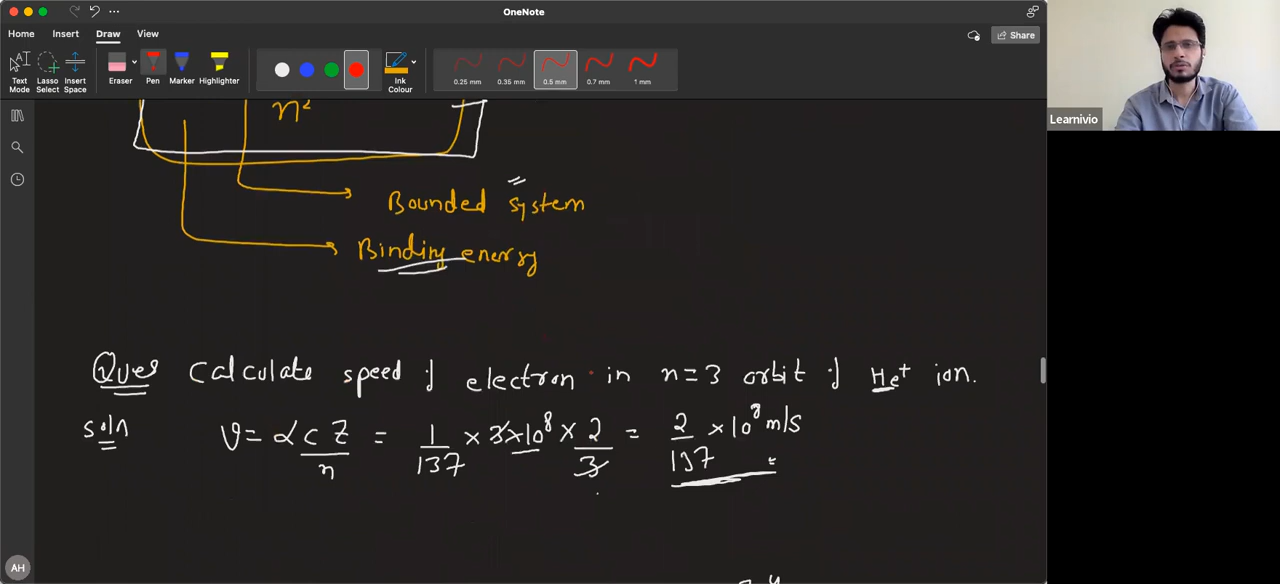 OneNote
Home Insert Draw View
Share
Text Mode Lasso Select Insert Space Eraser Pen Marker Highlighter Ink Colour 0.25 mm 0.35 mm 0.5 mm 0.7 mm 1 mm
Learnivio
n²
Bounded system
Binding energy
Ques Calculate speed of electron in n=3 orbit of He+ ion.
soln v = αcZ/n = 1/137 × 3×10⁸ × 2/3 = 2/137 × 10⁸ m/s
AH